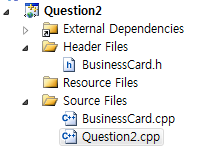 Question2
External Dependencies
Header Files
BusinessCard.h
Resource Files
Source Files
BusinessCard.cpp
Question2.cpp